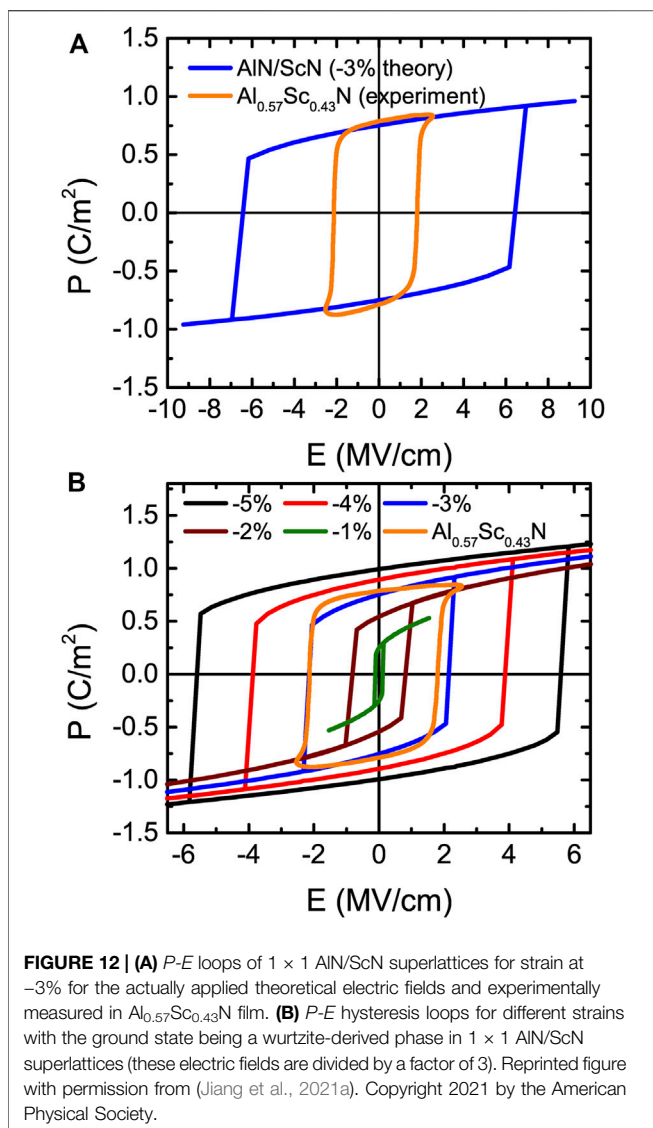 A
1.5
AlN/ScN (-3% theory)
Al0.57Sc0.43N (experiment)
1.0
0.5
0.0
-0.5
-1.0
-1.5
P (C/m²)
-10 -8 -6 -4 -2 0 2 4 6 8 10
E (MV/cm)
B
1.5
-5% -4% -3%
-2% -1% Al0.57Sc0.43N
1.0
0.5
0.0
-0.5
-1.0
-1.5
P (C/m²)
-6 -4 -2 0 2 4 6
E (MV/cm)
FIGURE 12 | (A) P-E loops of 1 × 1 AlN/ScN superlattices for strain at
−3% for the actually applied theoretical electric fields and experimentally
measured in Al0.57Sc0.43N film. (B) P-E hysteresis loops for different strains
with the ground state being a wurtzite-derived phase in 1 × 1 AlN/ScN
superlattices (these electric fields are divided by a factor of 3). Reprinted figure
with permission from (Jiang et al., 2021a). Copyright 2021 by the American
Physical Society.